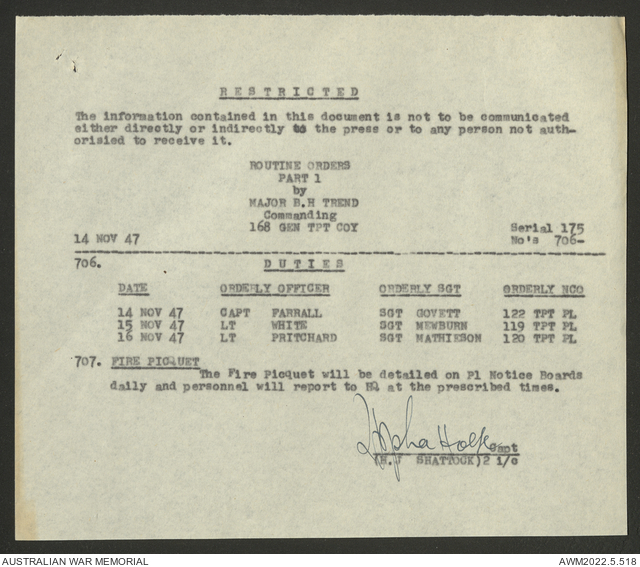 RESTRICTED
The information contained in this document is not to be communicated
either directly or indirectly to the press or to any person not auth-
orisied to receive it.
ROUTINE ORDERS
PART 1
by
MAJOR B.H TREND
Commanding
168 GEN TPT COY
Serial 175
14 NOV 47 No's 706-
706. DUTIES
DATE ORDERLY OFFICER ORDERLY SGT ORDERLY NCO
14 NOV 47 CAPT FARRALL SGT GOVETT 122 TPT PL
15 NOV 47 LT WHITE SGT MEWBURN 119 TPT PL
16 NOV 47 LT PRITCHARD SGT MATHIESON 120 TPT PL
707. FIRE PICQUET
The Fire Picquet will be detailed on Pl Notice Boards
daily and personnel will report to HQ at the prescribed times.
Capt
SHATTOCK) 2 i/c
AUSTRALIAN WAR MEMORIAL AWM2022.5.518